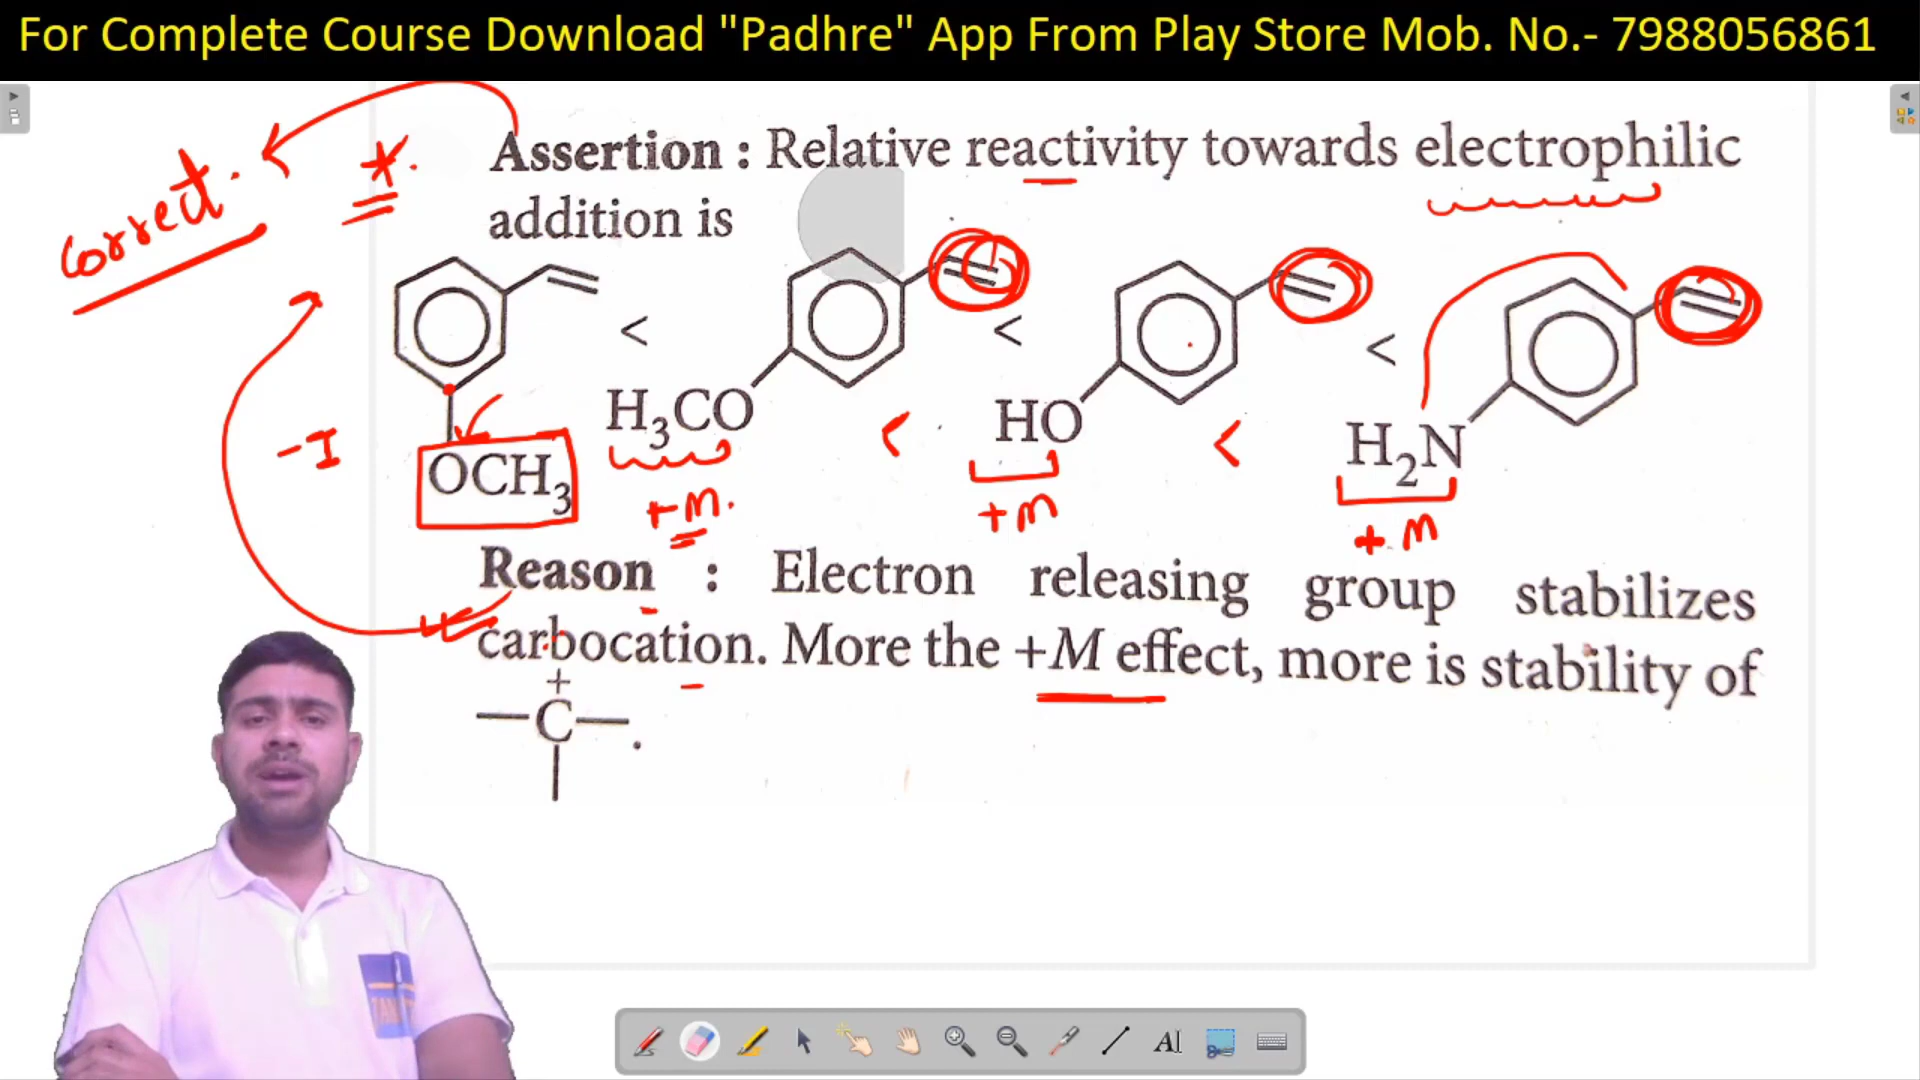 For Complete Course Download "Padhre" App From Play Store Mob. No.- 7988056861
Assertion : Relative reactivity towards electrophilic
addition is
correct.
*.
< < <
-I
OCH3
H3CO
<
HO
<
H2N
+M.
+M
+M
Reason : Electron releasing group stabilizes
carbocation. More the +M effect, more is stability of
+
—C—.
AI